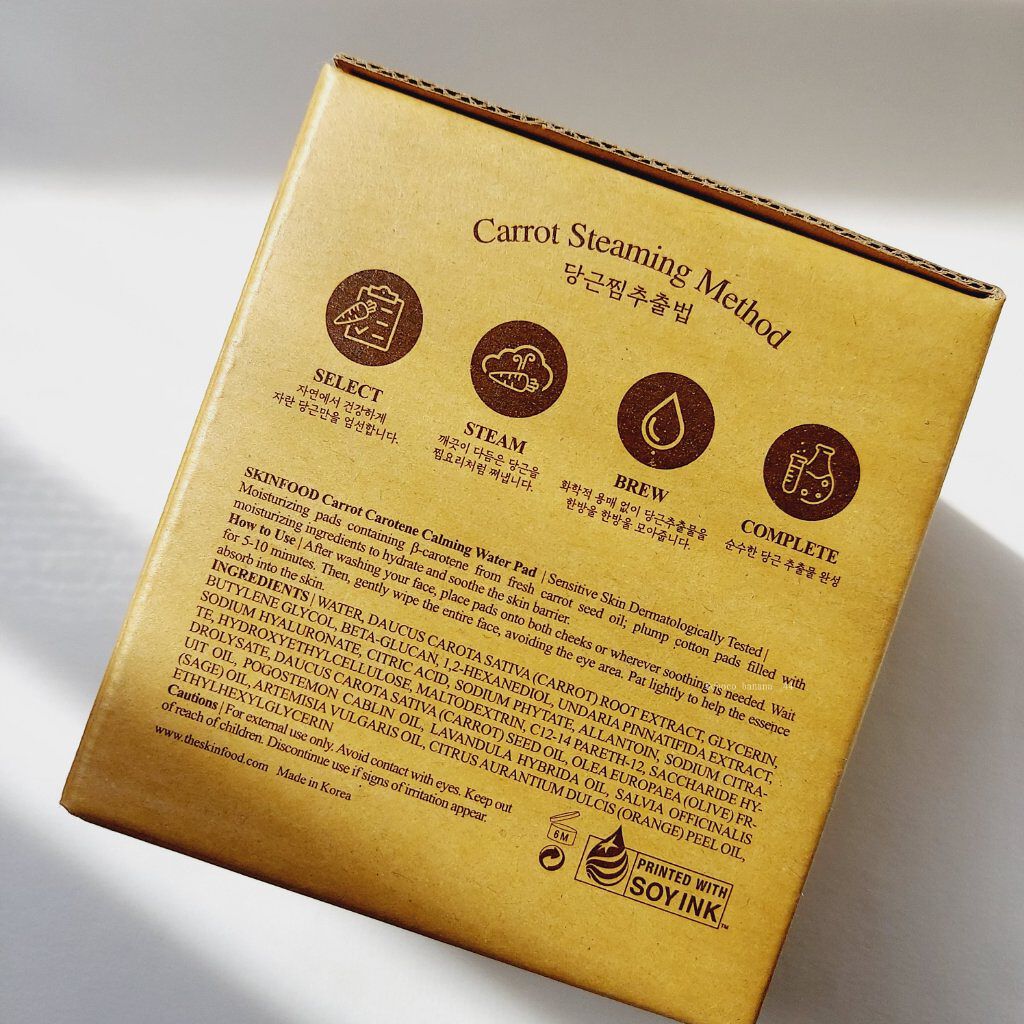 Carrot Steaming Method
당근찜추출법
SELECT
자연에서 건강하게
자란 당근만을 엄선합니다.
STEAM
깨끗이 다듬은 당근을
찜요리처럼 쪄냅니다.
BREW
화학적 용매 없이 당근추출물을
한방울 한방울 모아줍니다.
COMPLETE
순수한 당근 추출물 완성
SKINFOOD Carrot Carotene Calming Water Pad | Sensitive Skin Dermatologically Tested |
Moisturizing pads containing β-carotene from fresh carrot seed oil; plump cotton pads filled with
moisturizing ingredients to hydrate and soothe the skin barrier.
How to Use | After washing your face, place pads onto both cheeks or wherever soothing is needed. Wait
for 5-10 minutes. Then, gently wipe the entire face, avoiding the eye area. Pat lightly to help the essence
absorb into the skin.
INGREDIENTS | WATER, DAUCUS CAROTA SATIVA (CARROT) ROOT EXTRACT, GLYCERIN,
BUTYLENE GLYCOL, BETA-GLUCAN, 1,2-HEXANEDIOL, UNDARIA PINNATIFIDA EXTRACT,
SODIUM HYALURONATE, CITRIC ACID, SODIUM PHYTATE, ALLANTOIN, SODIUM CITRA-
TE, HYDROXYETHYLCELLULOSE, MALTODEXTRIN, C12-14 PARETH-12, SACCHARIDE HY-
DROLYSATE, DAUCUS CAROTA SATIVA (CARROT) SEED OIL, OLEA EUROPAEA (OLIVE) FR-
UIT OIL, POGOSTEMON CABLIN OIL, LAVANDULA HYBRIDA OIL, SALVIA OFFICINALIS
(SAGE) OIL, ARTEMISIA VULGARIS OIL, CITRUS AURANTIUM DULCIS (ORANGE) PEEL OIL,
ETHYLHEXYLGLYCERIN
Cautions | For external use only. Avoid contact with eyes. Keep out
of reach of children. Discontinue use if signs of irritation appear.
www.theskinfood.com Made in Korea
6M
PRINTED WITH
SOY INK™